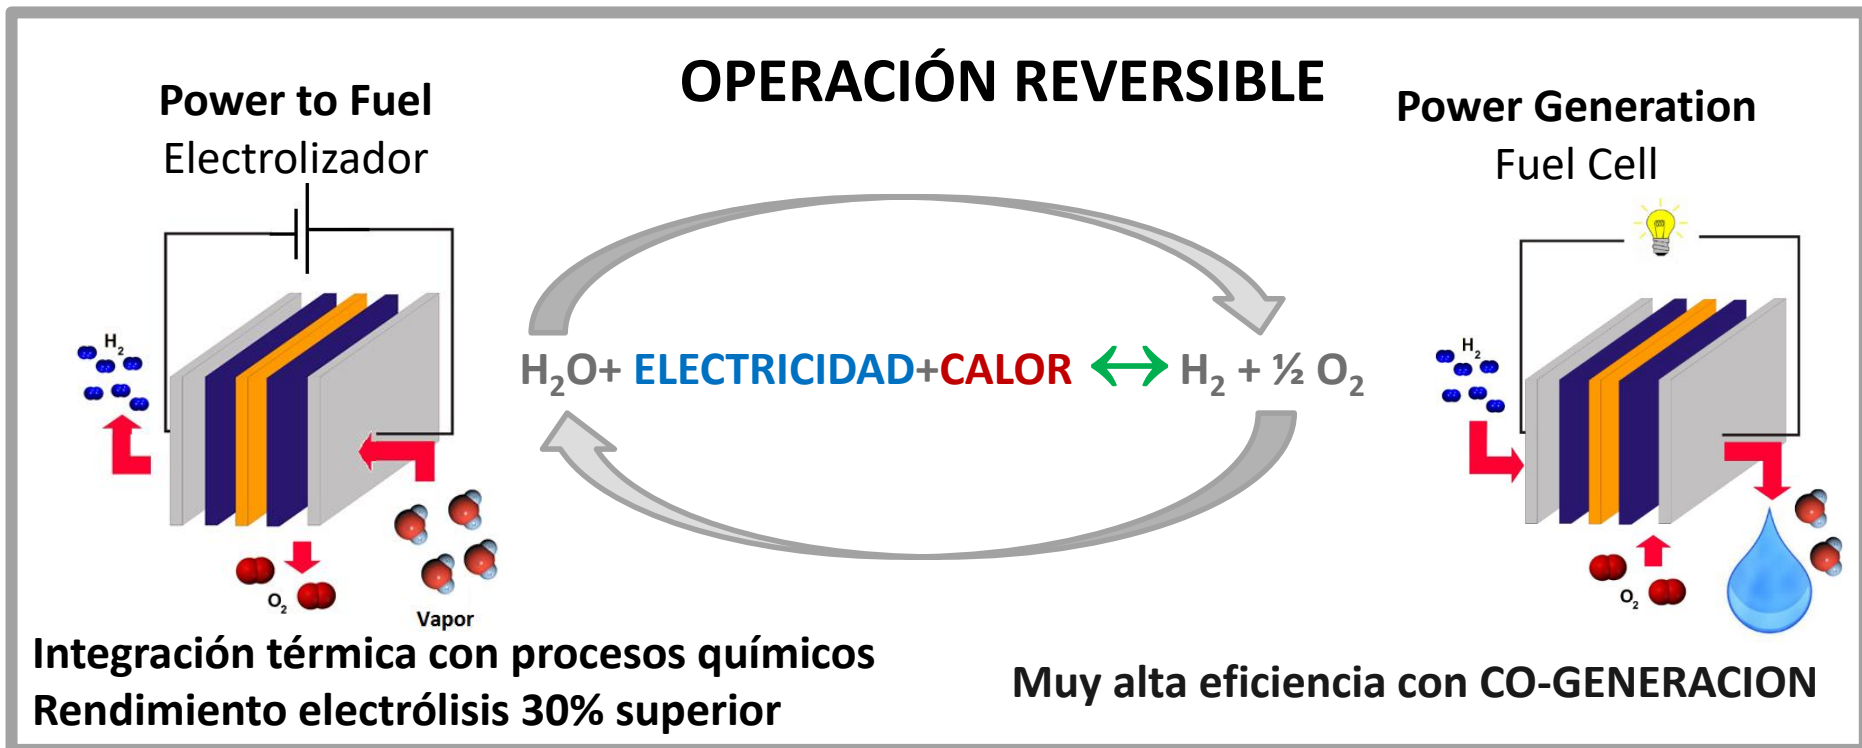 OPERACIÓN REVERSIBLE
Power to Fuel
Electrolizador
H₂
O₂
Vapor
Integración térmica con procesos químicos
Rendimiento electrólisis 30% superior
H₂O+ ELECTRICIDAD+CALOR ↔ H₂ + ½ O₂
Power Generation
Fuel Cell
H₂
O₂
Muy alta eficiencia con CO-GENERACION